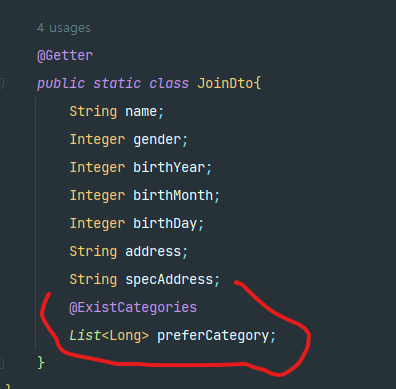 4 usages
@Getter
public static class JoinDto{
String name;
Integer gender;
Integer birthYear;
Integer birthMonth;
Integer birthDay;
String address;
String specAddress;
@ExistCategories
List<Long> preferCategory;
}
}